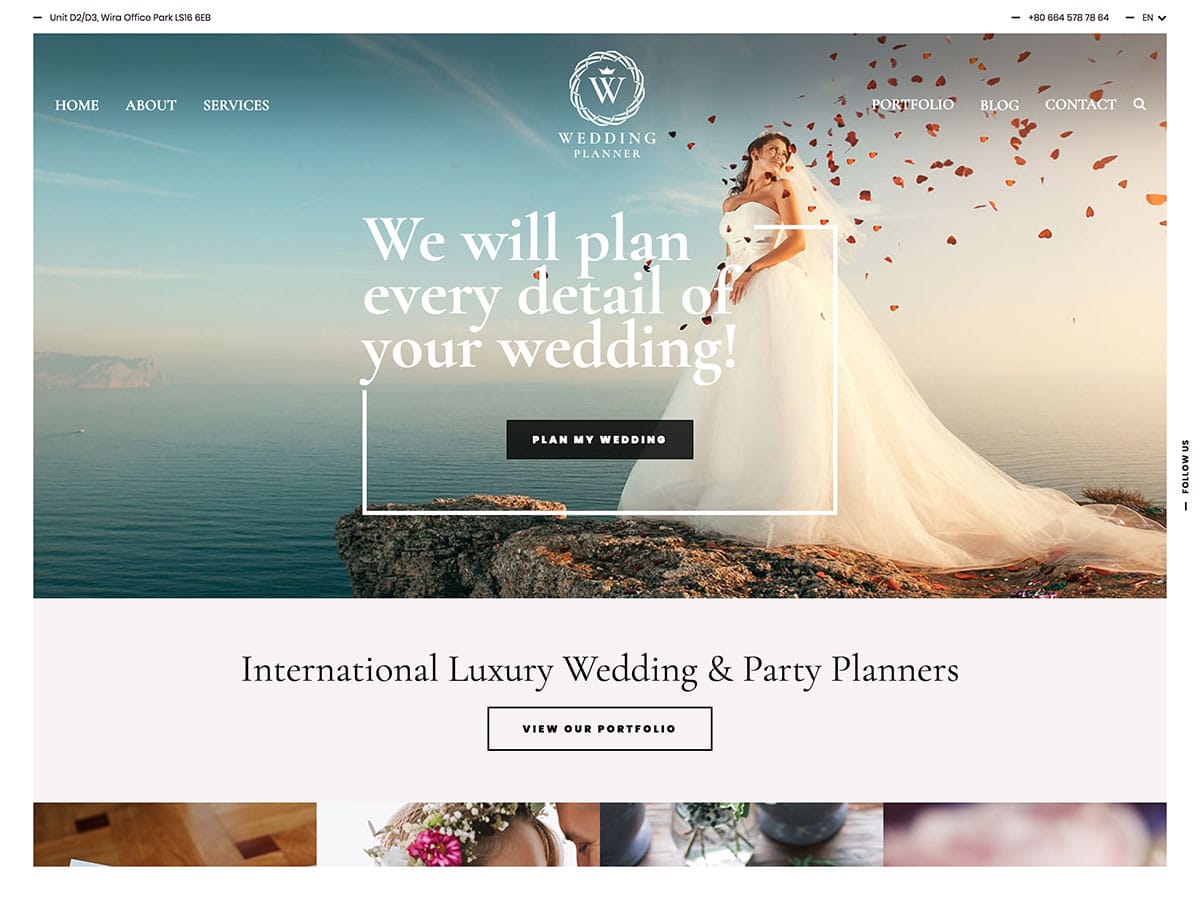 Unit D2/D3, Wira Office Park LS16 6EB
+80 664 578 78 64
EN
HOME
ABOUT
SERVICES
W
WEDDING
PLANNER
PORTFOLIO
BLOG
CONTACT
We will plan
every detail of
your wedding!
PLAN MY WEDDING
FOLLOW US
International Luxury Wedding & Party Planners
VIEW OUR PORTFOLIO